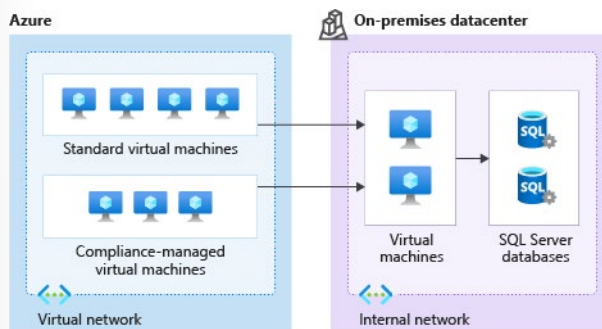 Azure
On-premises datacenter
Standard virtual machines
Compliance-managed
virtual machines
Virtual network
Virtual
machines
SQL
SQL
SQL Server
databases
Internal network